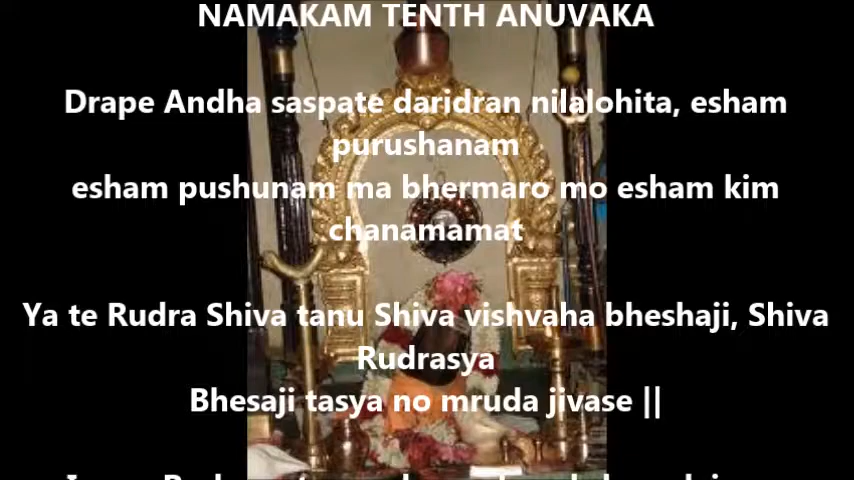 NAMAKAM TENTH ANUVAKA
Drape Andha saspate daridran nilalohita, esham
purushanam
esham pushunam ma bhermaro mo esham kim
chanamamat
Ya te Rudra Shiva tanu Shiva vishvaha bheshaji, Shiva
Rudrasya
Bhesaji tasya no mruda jivase ||